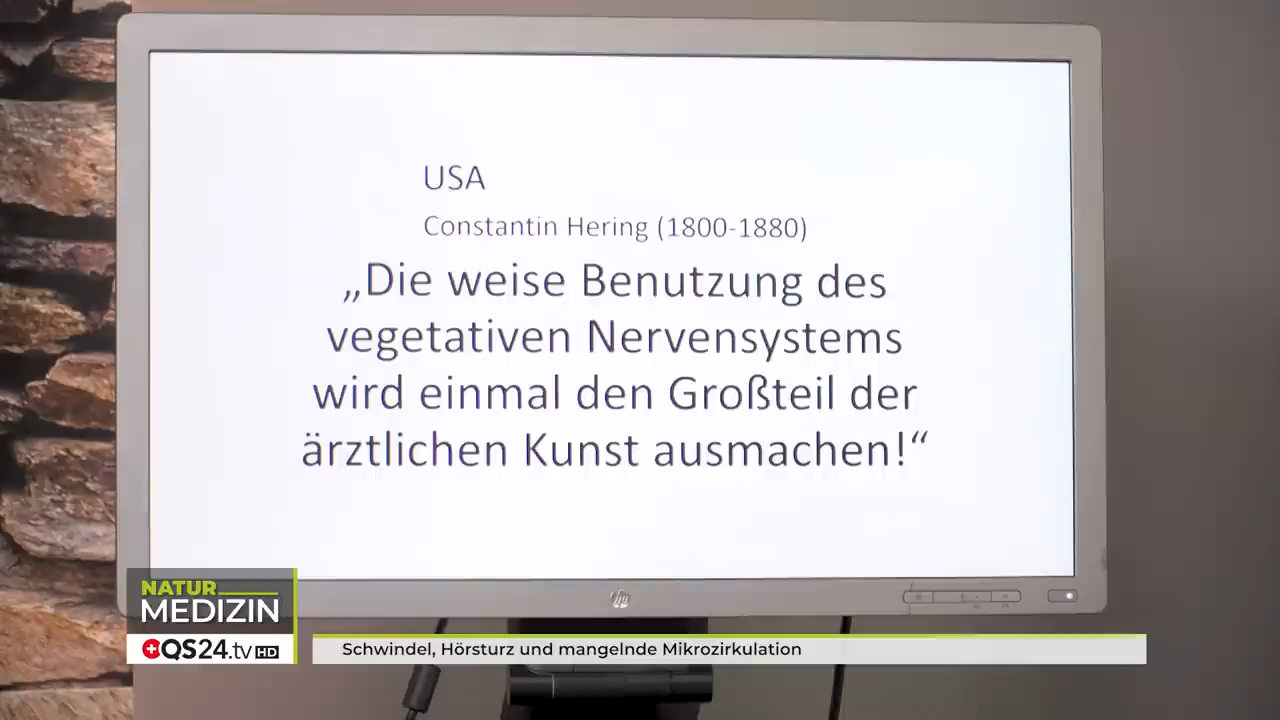 USA
Constantin Hering (1800-1880)
„Die weise Benutzung des
vegetativen Nervensystems
wird einmal den Großteil der
ärztlichen Kunst ausmachen!“
hp
NATUR
MEDIZIN
QS24.tv HD
Schwindel, Hörsturz und mangelnde Mikrozirkulation